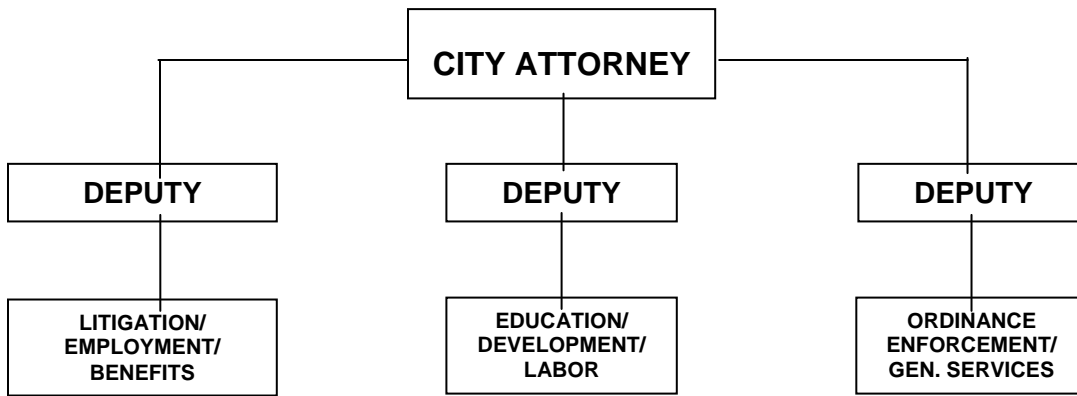 CITY ATTORNEY
DEPUTY
DEPUTY
DEPUTY
LITIGATION/
EMPLOYMENT/
BENEFITS
EDUCATION/
DEVELOPMENT/
LABOR
ORDINANCE
ENFORCEMENT/
GEN. SERVICES